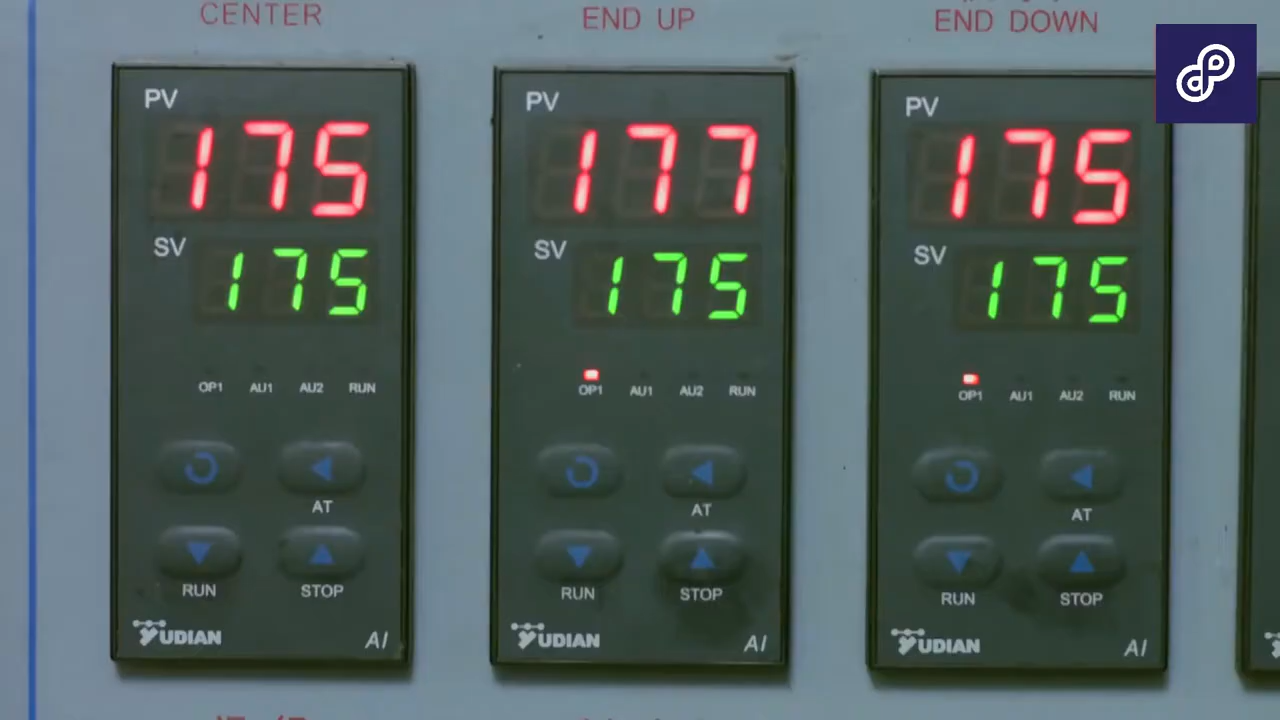 CENTER
END UP
END DOWN
PV
175
SV
175
OP1 AU1 AU2 RUN
AT
RUN STOP
YUDIAN AI
PV
177
SV
175
OP1 AU1 AU2 RUN
AT
RUN STOP
YUDIAN AI
PV
175
SV
175
OP1 AU1 AU2 RUN
AT
RUN STOP
YUDIAN AI